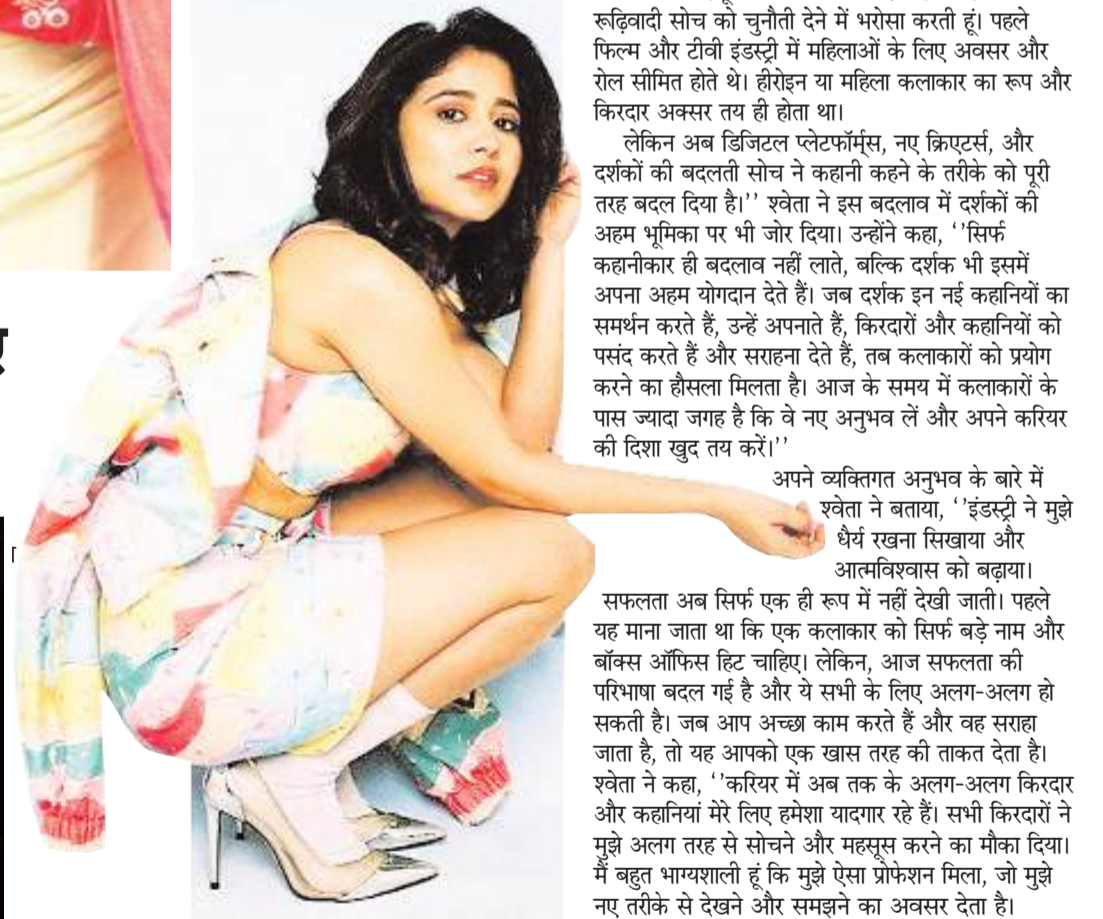 रूढ़िवादी सोच को चुनौती देने में भरोसा करती हूं। पहले
फिल्म और टीवी इंडस्ट्री में महिलाओं के लिए अवसर और
रोल सीमित होते थे। हीरोइन या महिला कलाकार का रूप और
किरदार अक्सर तय ही होता था।
लेकिन अब डिजिटल प्लेटफॉर्म्स, नए क्रिएटर्स, और
दर्शकों की बदलती सोच ने कहानी कहने के तरीके को पूरी
तरह बदल दिया है।'' श्वेता ने इस बदलाव में दर्शकों की
अहम भूमिका पर भी जोर दिया। उन्होंने कहा, ‘'सिर्फ
कहानीकार ही बदलाव नहीं लाते, बल्कि दर्शक भी इसमें
अपना अहम योगदान देते हैं। जब दर्शक इन नई कहानियों का
समर्थन करते हैं, उन्हें अपनाते हैं, किरदारों और कहानियों को
पसंद करते हैं और सराहना देते हैं, तब कलाकारों को प्रयोग
करने का हौसला मिलता है। आज के समय में कलाकारों के
पास ज्यादा जगह है कि वे नए अनुभव लें और अपने करियर
की दिशा खुद तय करें।''
अपने व्यक्तिगत अनुभव के बारे में
श्वेता ने बताया, ‘'इंडस्ट्री ने मुझे
धैर्य रखना सिखाया और
आत्मविश्वास को बढ़ाया।
सफलता अब सिर्फ एक ही रूप में नहीं देखी जाती। पहले
यह माना जाता था कि एक कलाकार को सिर्फ बड़े नाम और
बॉक्स ऑफिस हिट चाहिए। लेकिन, आज सफलता की
परिभाषा बदल गई है और ये सभी के लिए अलग-अलग हो
सकती है। जब आप अच्छा काम करते हैं और वह सराहा
जाता है, तो यह आपको एक खास तरह की ताकत देता है।
श्वेता ने कहा, ‘'करियर में अब तक के अलग-अलग किरदार
और कहानियां मेरे लिए हमेशा यादगार रहे हैं। सभी किरदारों ने
मुझे अलग तरह से सोचने और महसूस करने का मौका दिया।
मैं बहुत भाग्यशाली हूं कि मुझे ऐसा प्रोफेशन मिला, जो मुझे
नए तरीके से देखने और समझने का अवसर देता है।